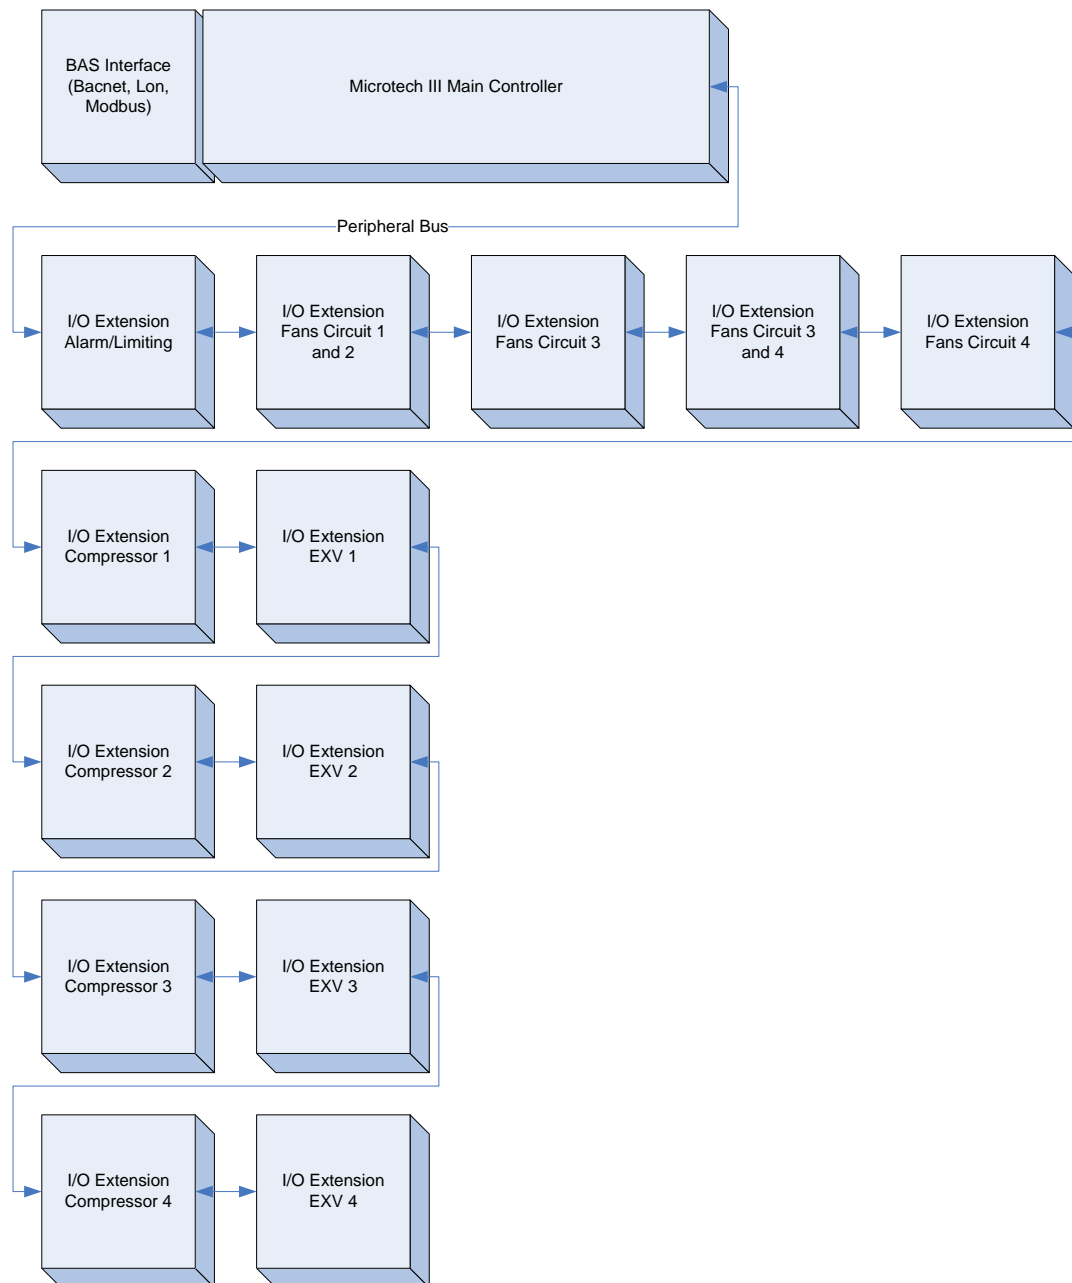 BAS Interface
(Bacnet, Lon,
Modbus)
Microtech III Main Controller
Peripheral Bus
I/O Extension
Alarm/Limiting
I/O Extension
Fans Circuit 1
and 2
I/O Extension
Fans Circuit 3
I/O Extension
Fans Circuit 3
and 4
I/O Extension
Fans Circuit 4
I/O Extension
Compressor 1
I/O Extension
EXV 1
I/O Extension
Compressor 2
I/O Extension
EXV 2
I/O Extension
Compressor 3
I/O Extension
EXV 3
I/O Extension
Compressor 4
I/O Extension
EXV 4